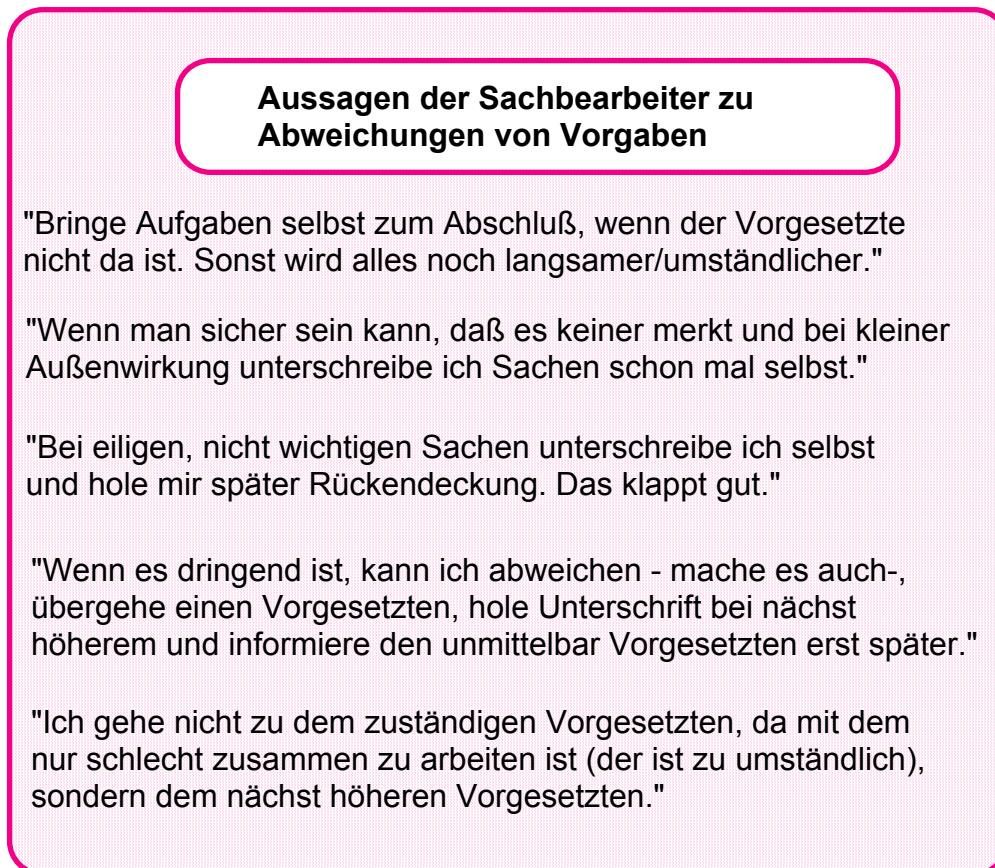 Aussagen der Sachbearbeiter zu
Abweichungen von Vorgaben
"Bringe Aufgaben selbst zum Abschluß, wenn der Vorgesetzte
nicht da ist. Sonst wird alles noch langsamer/umständlicher."
"Wenn man sicher sein kann, daß es keiner merkt und bei kleiner
Außenwirkung unterschreibe ich Sachen schon mal selbst."
"Bei eiligen, nicht wichtigen Sachen unterschreibe ich selbst
und hole mir später Rückendeckung. Das klappt gut."
"Wenn es dringend ist, kann ich abweichen - mache es auch-,
übergehe einen Vorgesetzten, hole Unterschrift bei nächst
höherem und informiere den unmittelbar Vorgesetzten erst später."
"Ich gehe nicht zu dem zuständigen Vorgesetzten, da mit dem
nur schlecht zusammen zu arbeiten ist (der ist zu umständlich),
sondern dem nächst höheren Vorgesetzten."